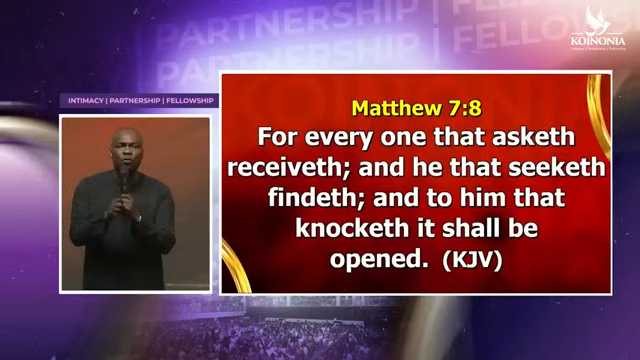 PARTNERSHIP | FELLOWSHIP
KOINONIA
INTIMACY | PARTNERSHIP | FELLOWSHIP
Matthew 7:8
For every one that asketh
receiveth; and he that seeketh
findeth; and to him that
knocketh it shall be
opened. (KJV)